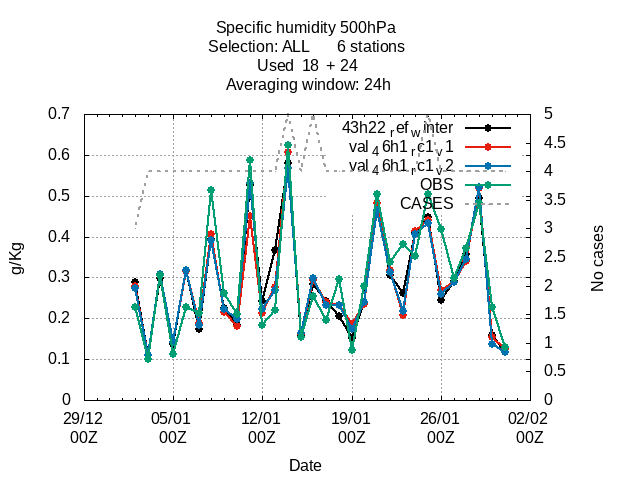 Specific humidity 500hPa
Selection: ALL 6 stations
Used 18 + 24
Averaging window: 24h
g/Kg
No cases
0.7
0.6
0.5
0.4
0.3
0.2
0.1
0
5
4.5
4
3.5
3
2.5
2
1.5
1
0.5
0
43h22refwinter
val46h1rc1v1
val46h1rc1v2
OBS
CASES
29/12 05/01 12/01 19/01 26/01 02/02
00Z 00Z 00Z 00Z 00Z 00Z
Date